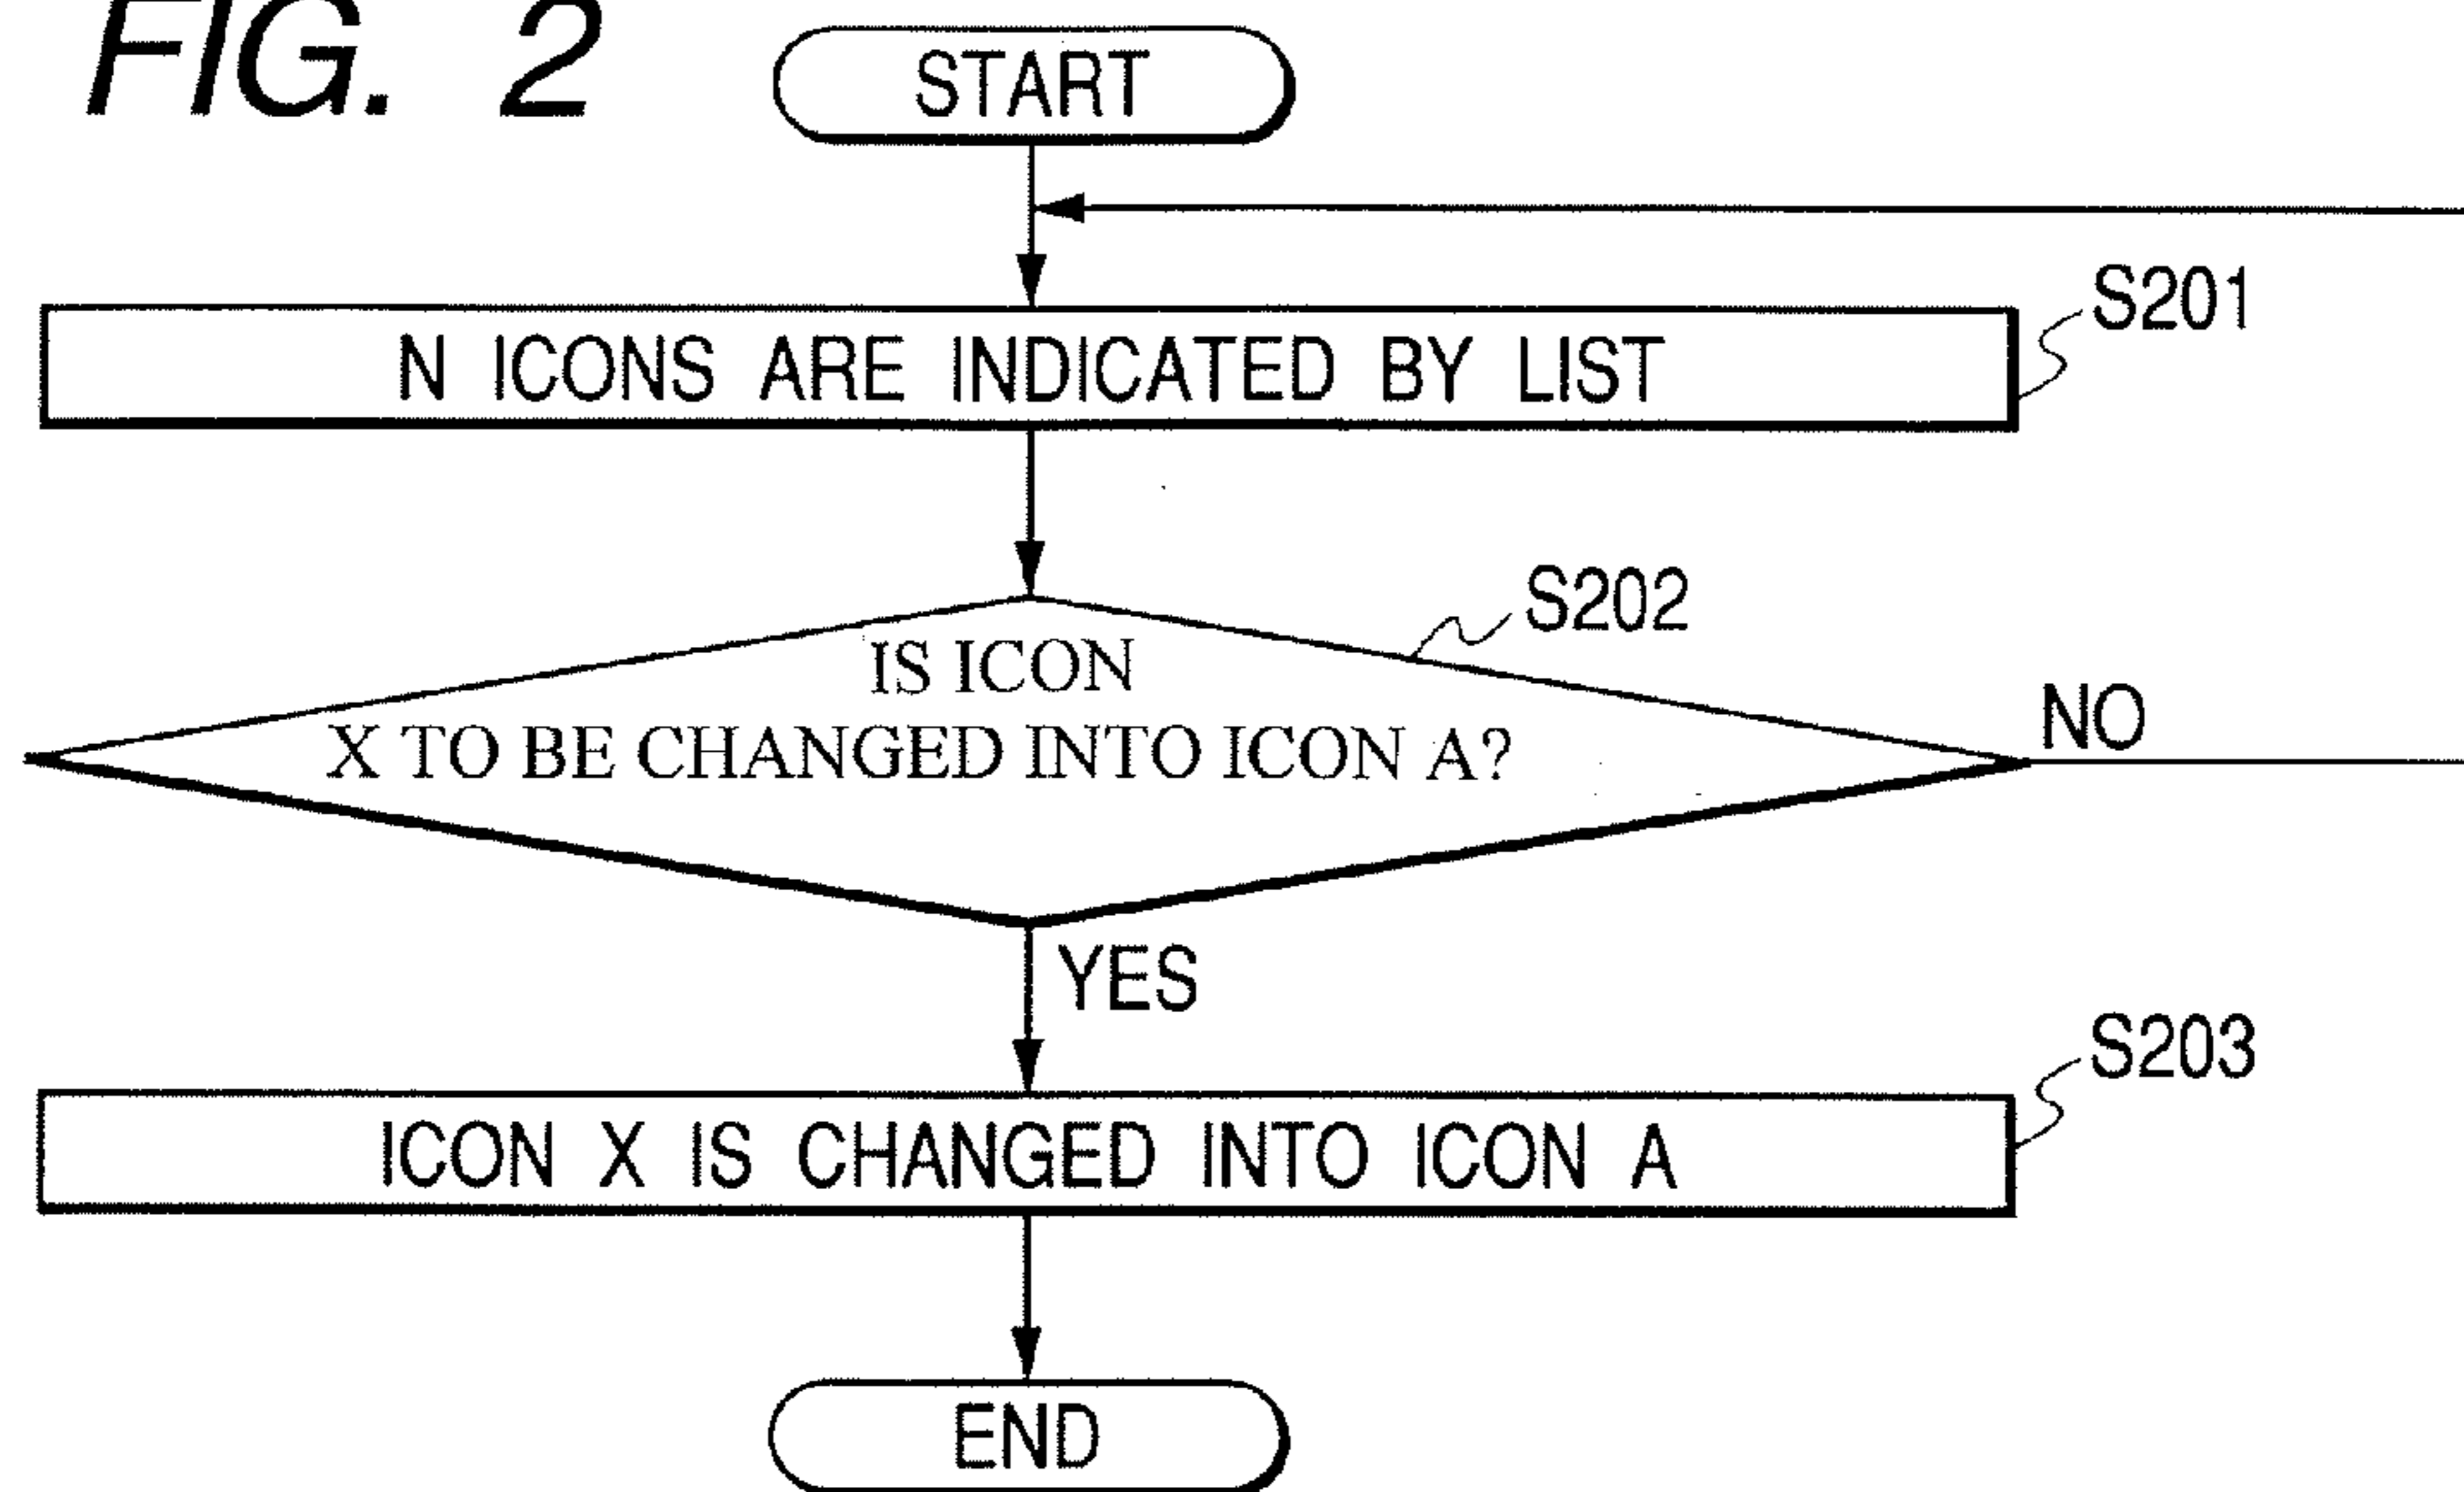 FIG. 2
START
N ICONS ARE INDICATED BY LIST
S201
S202
IS ICON
X TO BE CHANGED INTO ICON A?
NO
YES
S203
ICON X IS CHANGED INTO ICON A
END